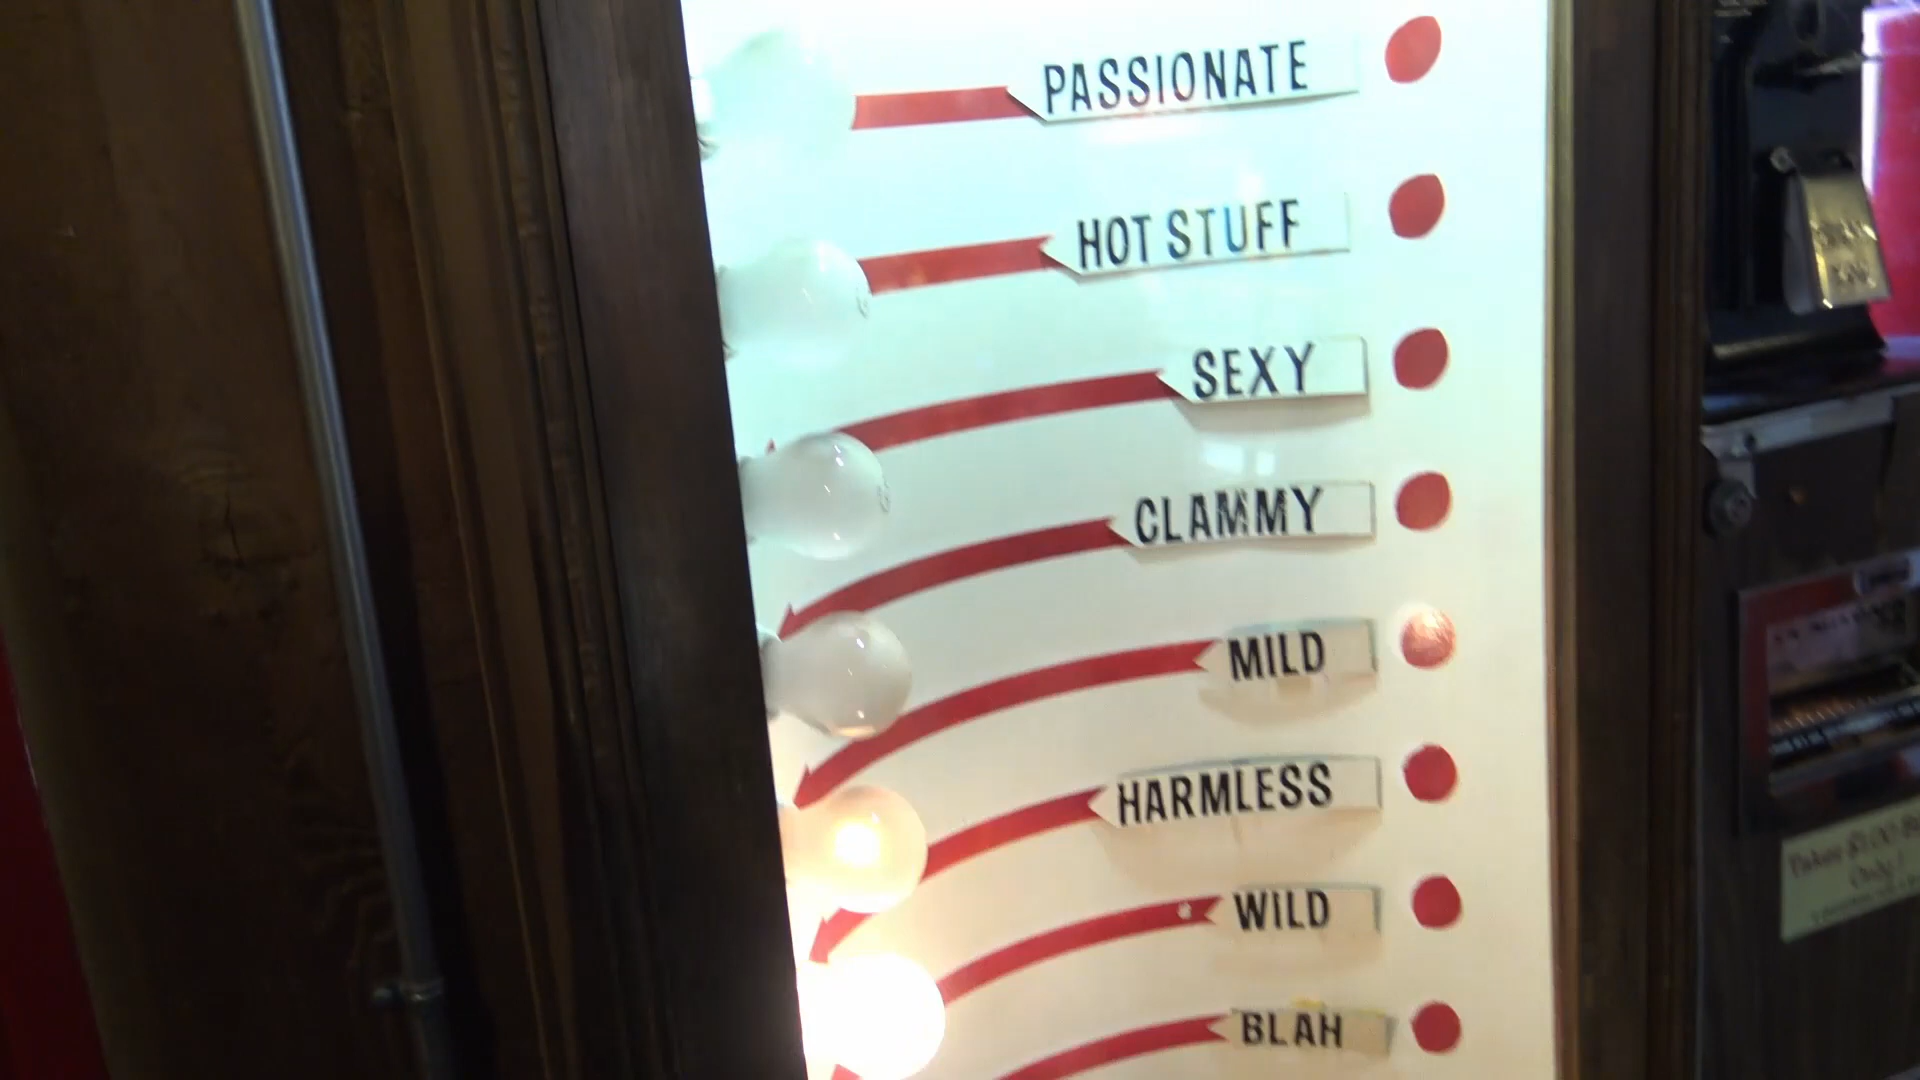 PASSIONATE
HOT STUFF
SEXY
CLAMMY
MILD
HARMLESS
WILD
BLAH